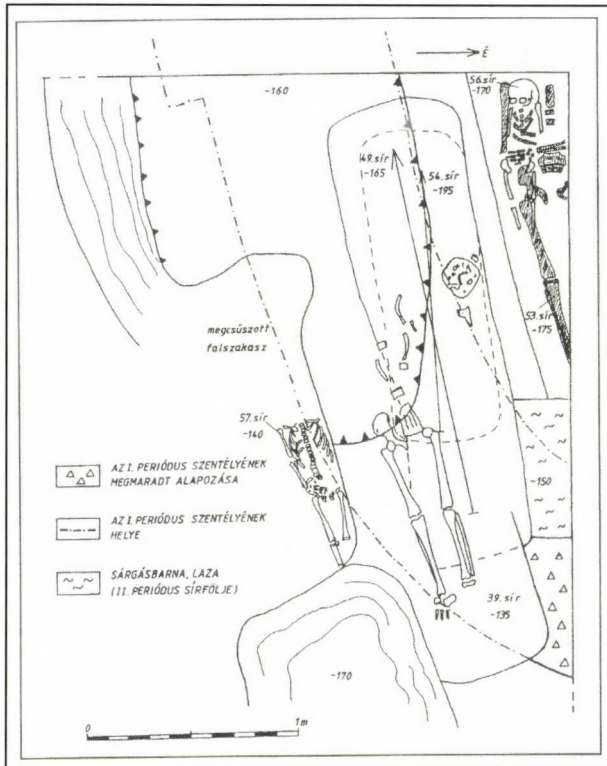 É
56. sír
-170
-160
49. sír
-165
54. sír
-195
53. sír
-175
megcsúszott
falszakasz
57. sír
-140
AZ I. PERIÓDUS SZENTÉLYÉNEK
MEGMARADT ALAPOZÁSA
-150
AZ I. PERIÓDUS SZENTÉLYÉNEK
HELYE
SÁRGÁSBARNA, LAZA
(II. PERIÓDUS SÍRFÖLJE)
39. sír
-135
-170
0
1m